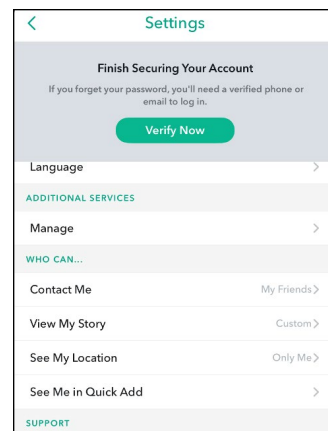 Settings
Finish Securing Your Account
If you forget your password, you'll need a verified phone or
email to log in.
Verify Now
Language
ADDITIONAL SERVICES
Manage
WHO CAN...
Contact Me My Friends
View My Story Custom
See My Location Only Me
See Me in Quick Add
SUPPORT